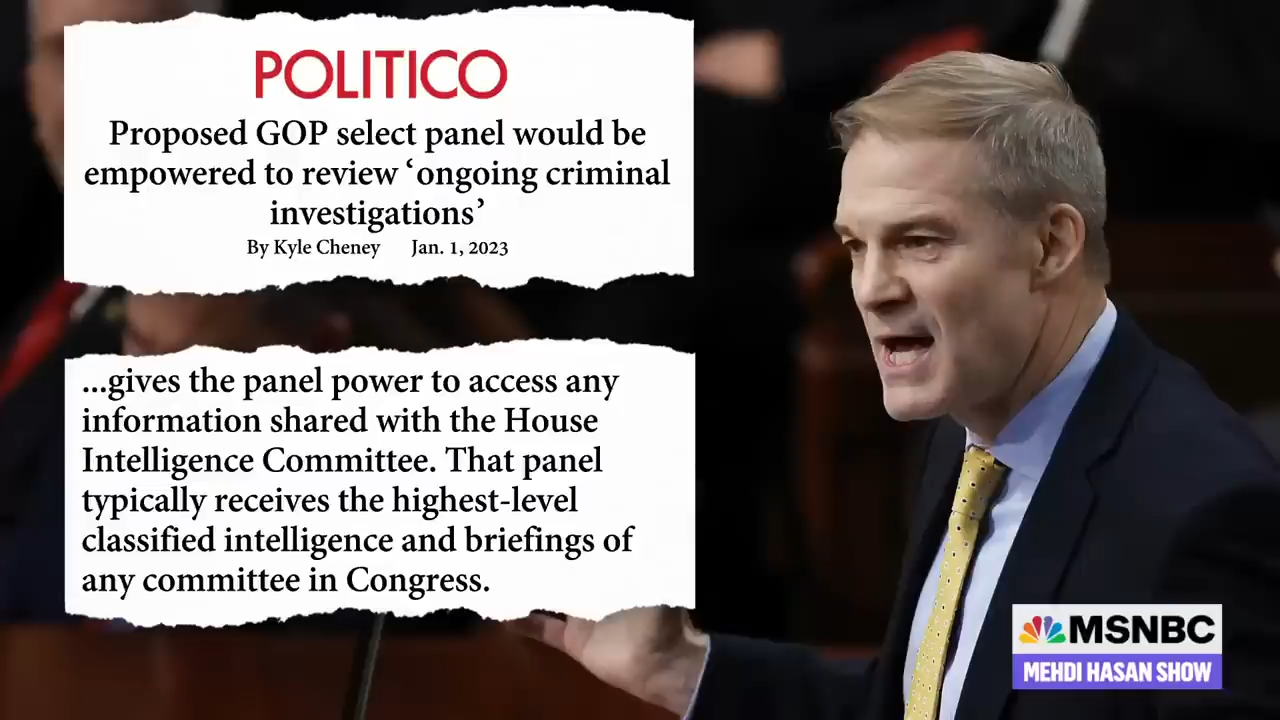 POLITICO
Proposed GOP select panel would be
empowered to review ‘ongoing criminal
investigations’
By Kyle Cheney Jan. 1, 2023
...gives the panel power to access any
information shared with the House
Intelligence Committee. That panel
typically receives the highest-level
classified intelligence and briefings of
any committee in Congress.
MSNBC
MEHDI HASAN SHOW